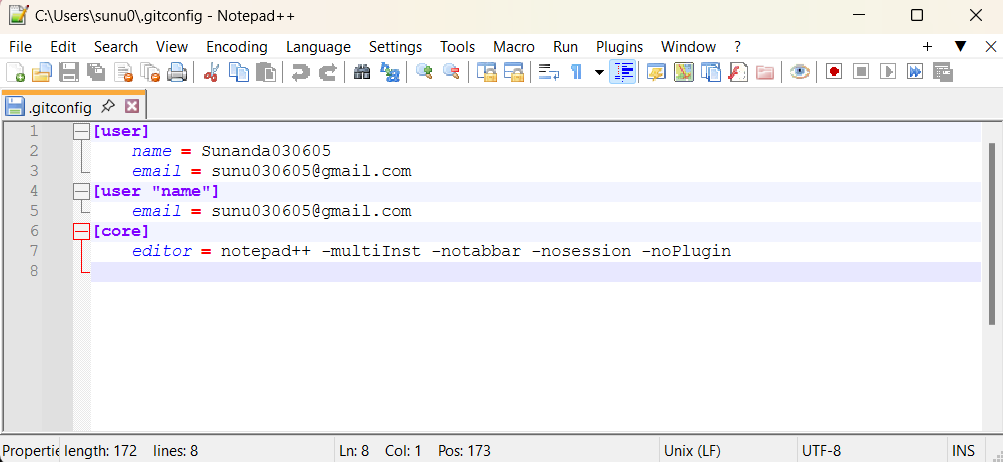 C:\Users\sunu0\.gitconfig - Notepad++
File Edit Search View Encoding Language Settings Tools Macro Run Plugins Window ? + ▼ X
.gitconfig
1 [user]
2 name = Sunanda030605
3 email = sunu030605@gmail.com
4 [user "name"]
5 email = sunu030605@gmail.com
6 [core]
7 editor = notepad++ -multiInst -notabbar -nosession -noPlugin
8
Propertie length: 172 lines: 8 Ln: 8 Col: 1 Pos: 173 Unix (LF) UTF-8 INS